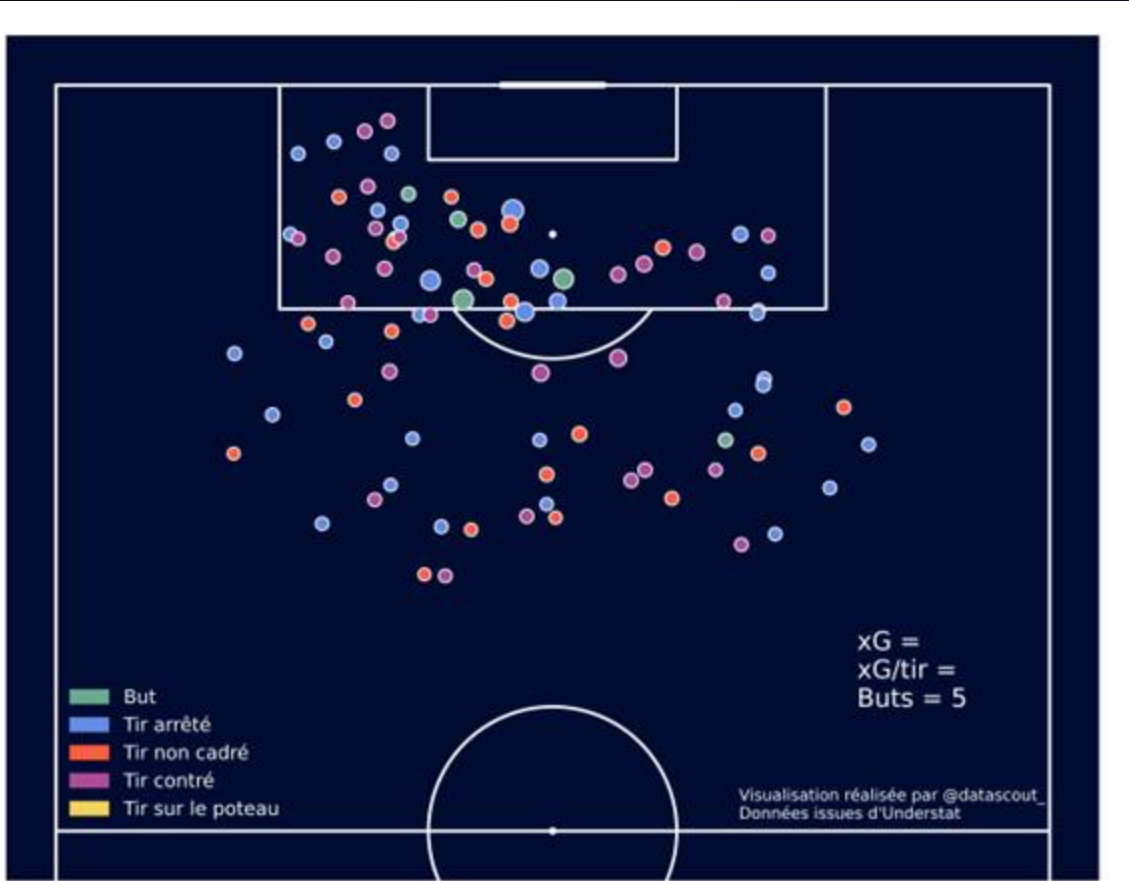 xG =
xG/tir =
Buts = 5
But
Tir arrêté
Tir non cadré
Tir contré
Tir sur le poteau
Visualisation réalisée par @datascout_
Données issues d'Understat